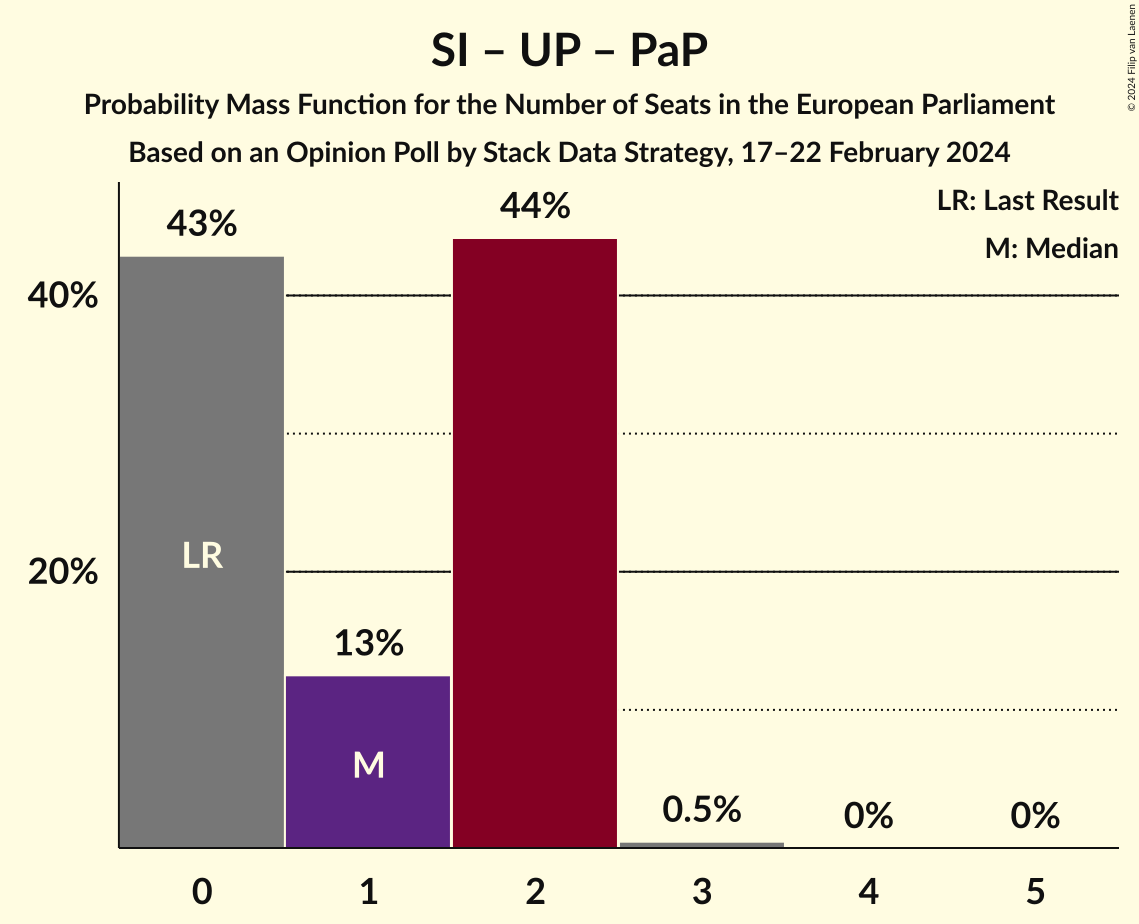 SI – UP – PaP
Probability Mass Function for the Number of Seats in the European Parliament
Based on an Opinion Poll by Stack Data Strategy, 17–22 February 2024
© 2024 Filip van Laenen
LR: Last Result
M: Median
43%
44%
40%
LR
20%
13%
M
0.5%
0%
0%
0
1
2
3
4
5